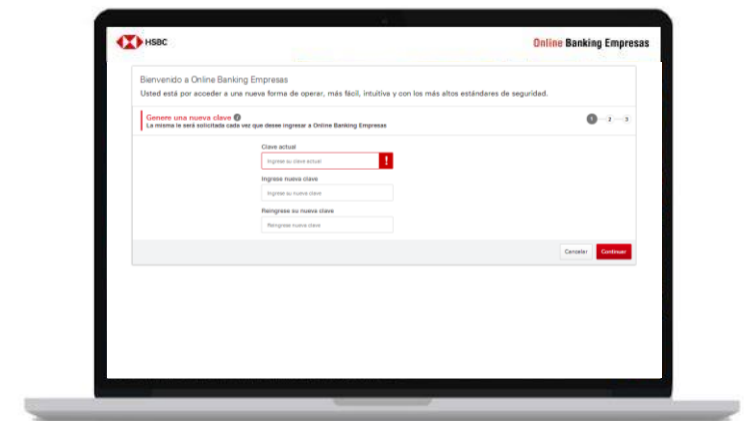 HSBC
Online Banking Empresas
Bienvenido a Online Banking Empresas
Usted está por acceder a una nueva forma de operar, más fácil, intuitiva y con los más altos estándares de seguridad.
Genere una nueva clave
La misma le será solicitada cada vez que desee ingresar a Online Banking Empresas
1 2 3
Clave actual
Ingrese su clave actual
!
Ingrese nueva clave
Ingrese su nueva clave
Reingrese su nueva clave
Reingrese nueva clave
Cancelar Continuar